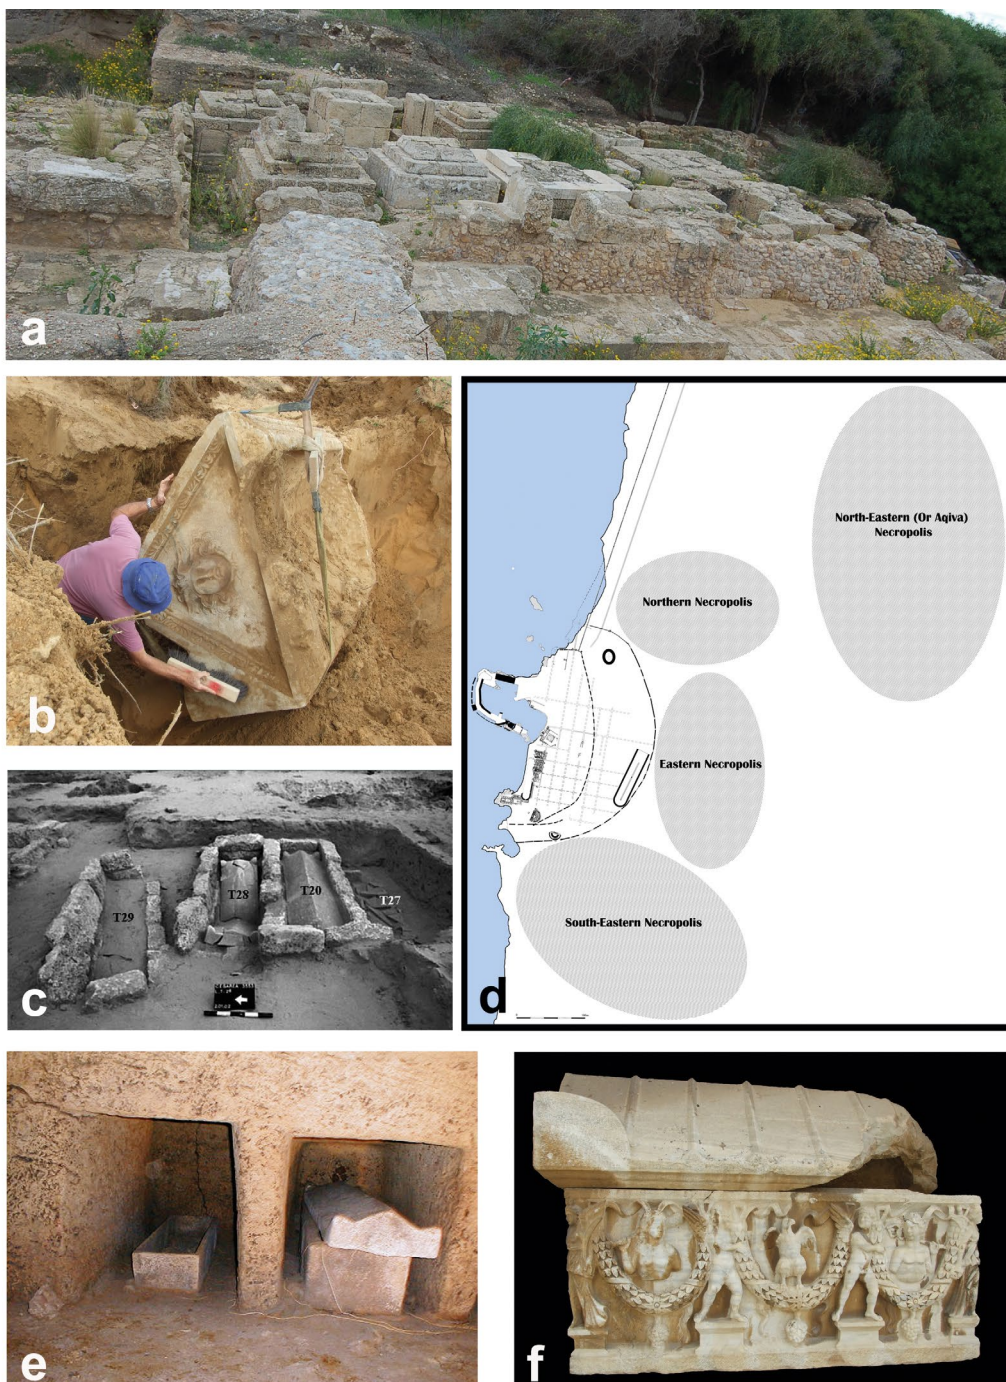 a
b
North-Eastern (Or Aqiva)
Necropolis
Northern Necropolis
Eastern Necropolis
South-Eastern Necropolis
d
T29
T28
T20
T27
c
e
f